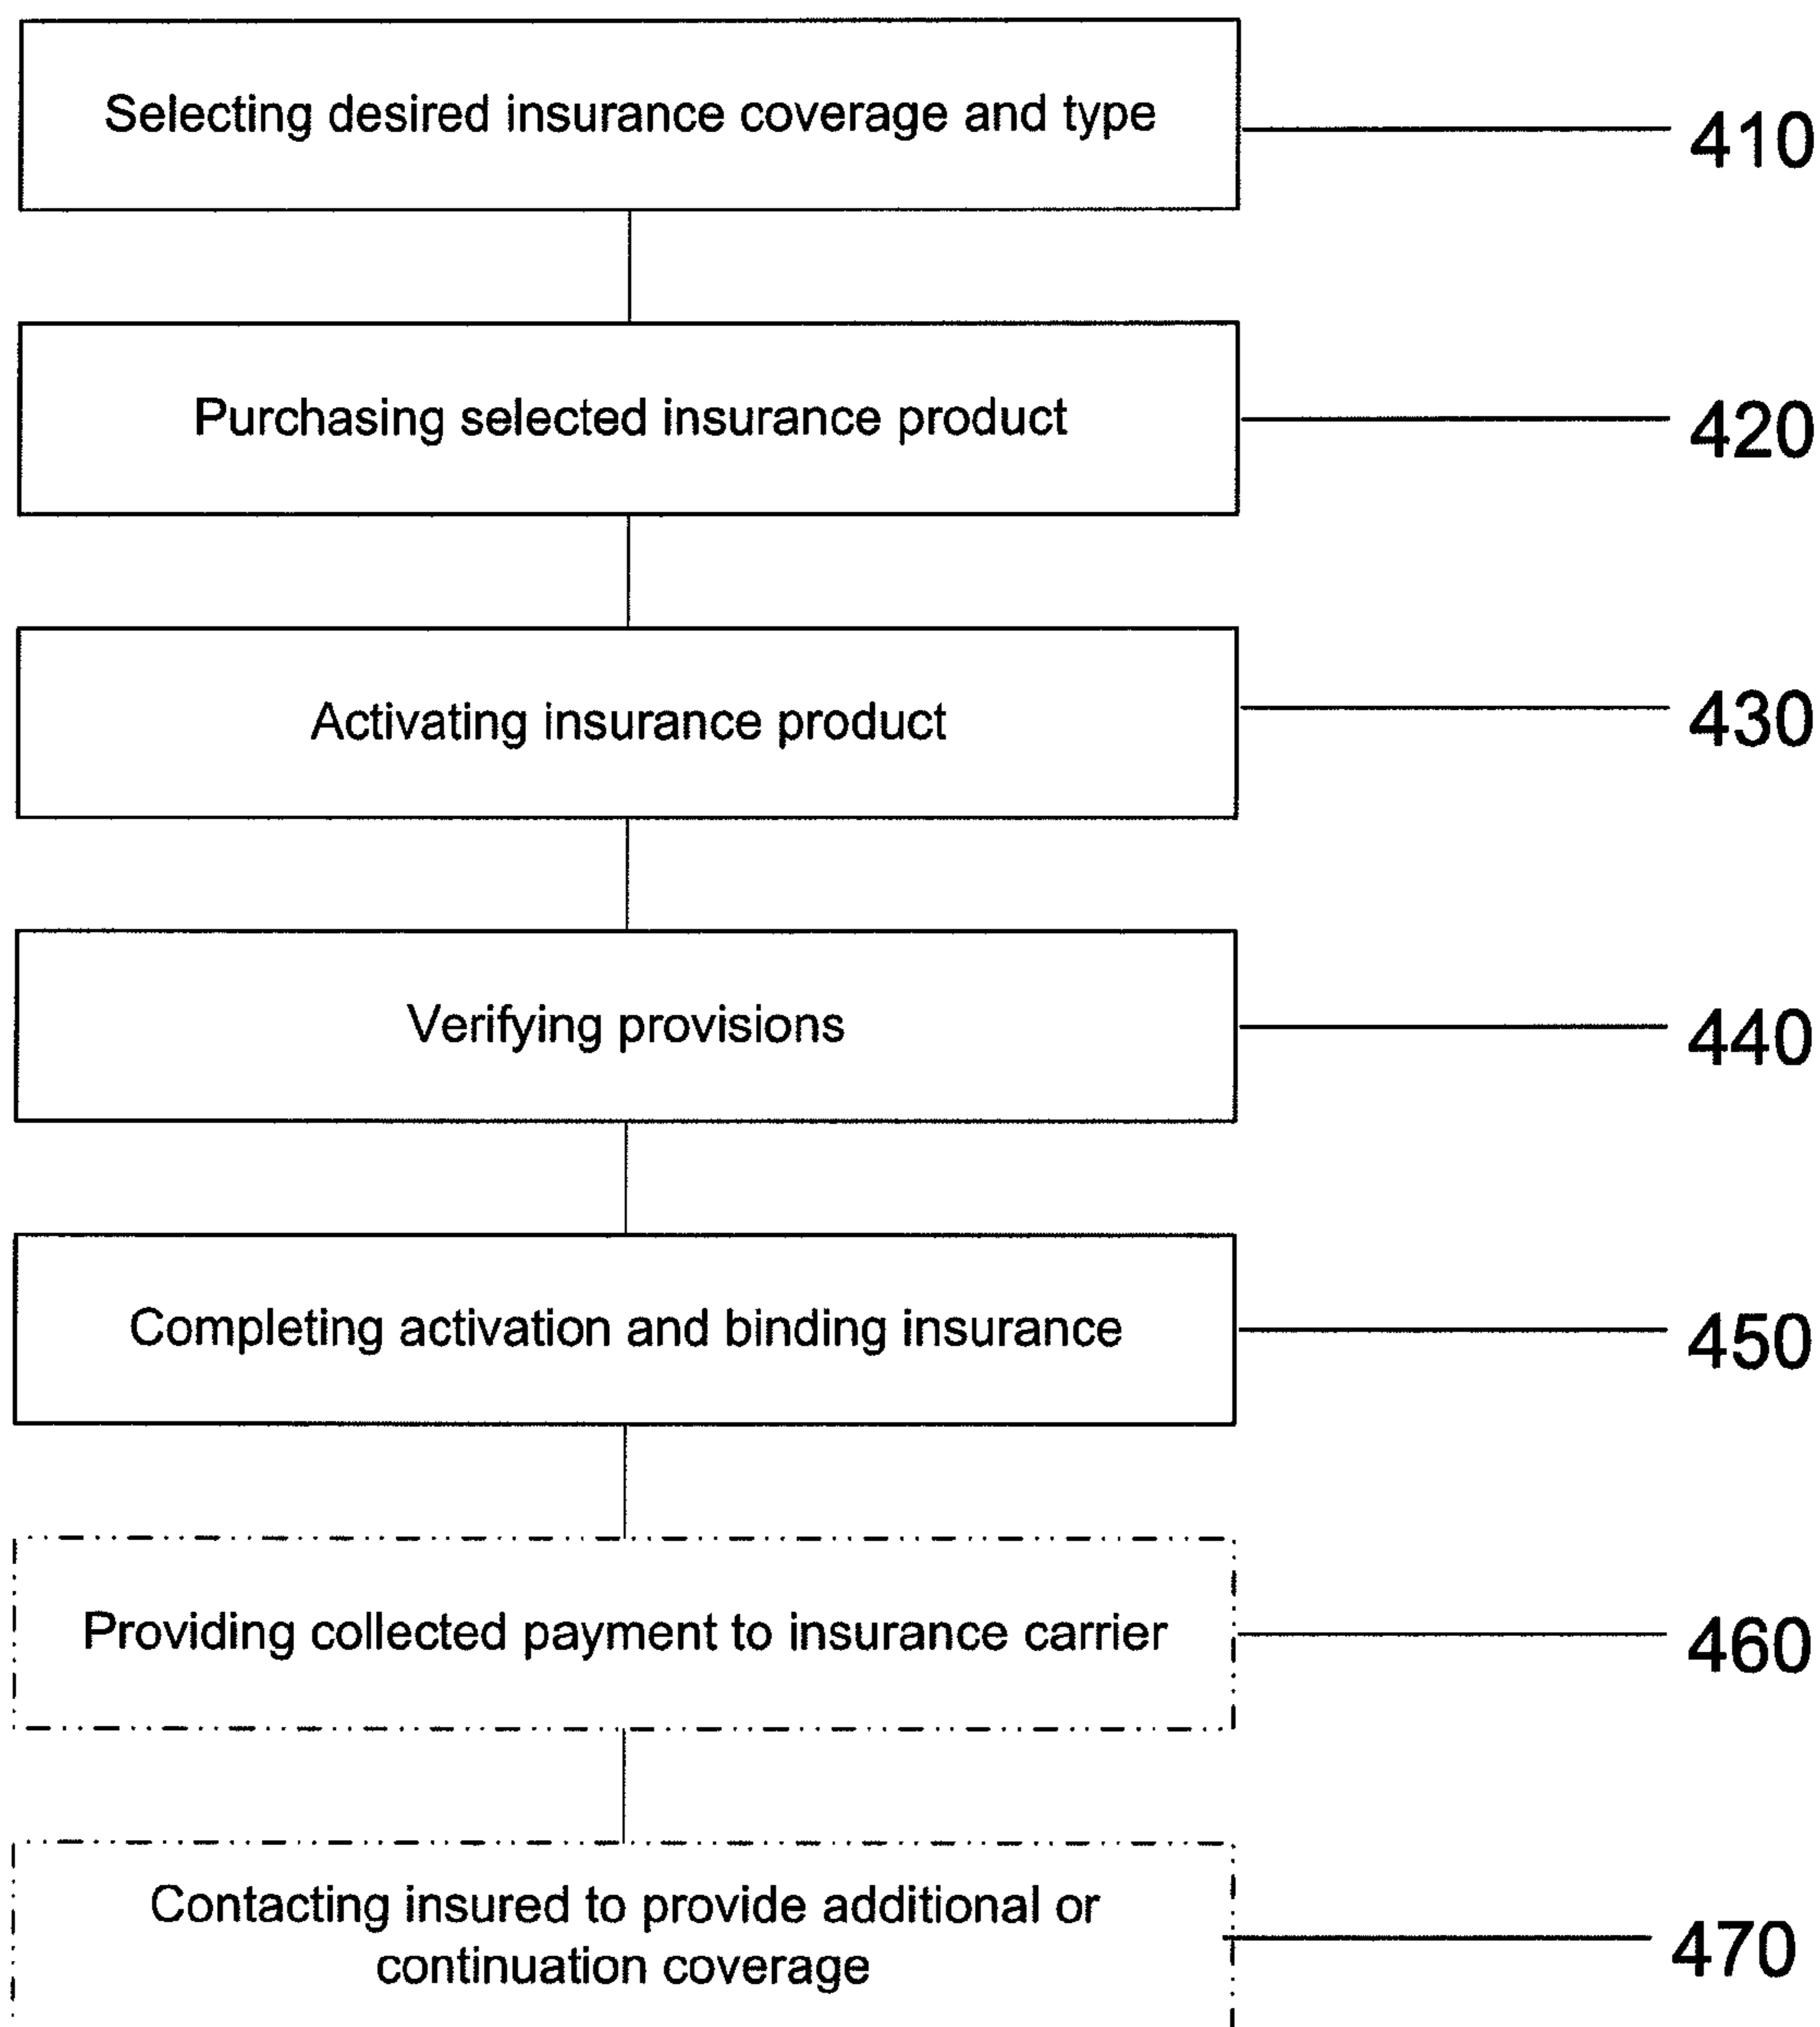 Selecting desired insurance coverage and type
410
Purchasing selected insurance product
420
Activating insurance product
430
Verifying provisions
440
Completing activation and binding insurance
450
Providing collected payment to insurance carrier
460
Contacting insured to provide additional or
continuation coverage
470